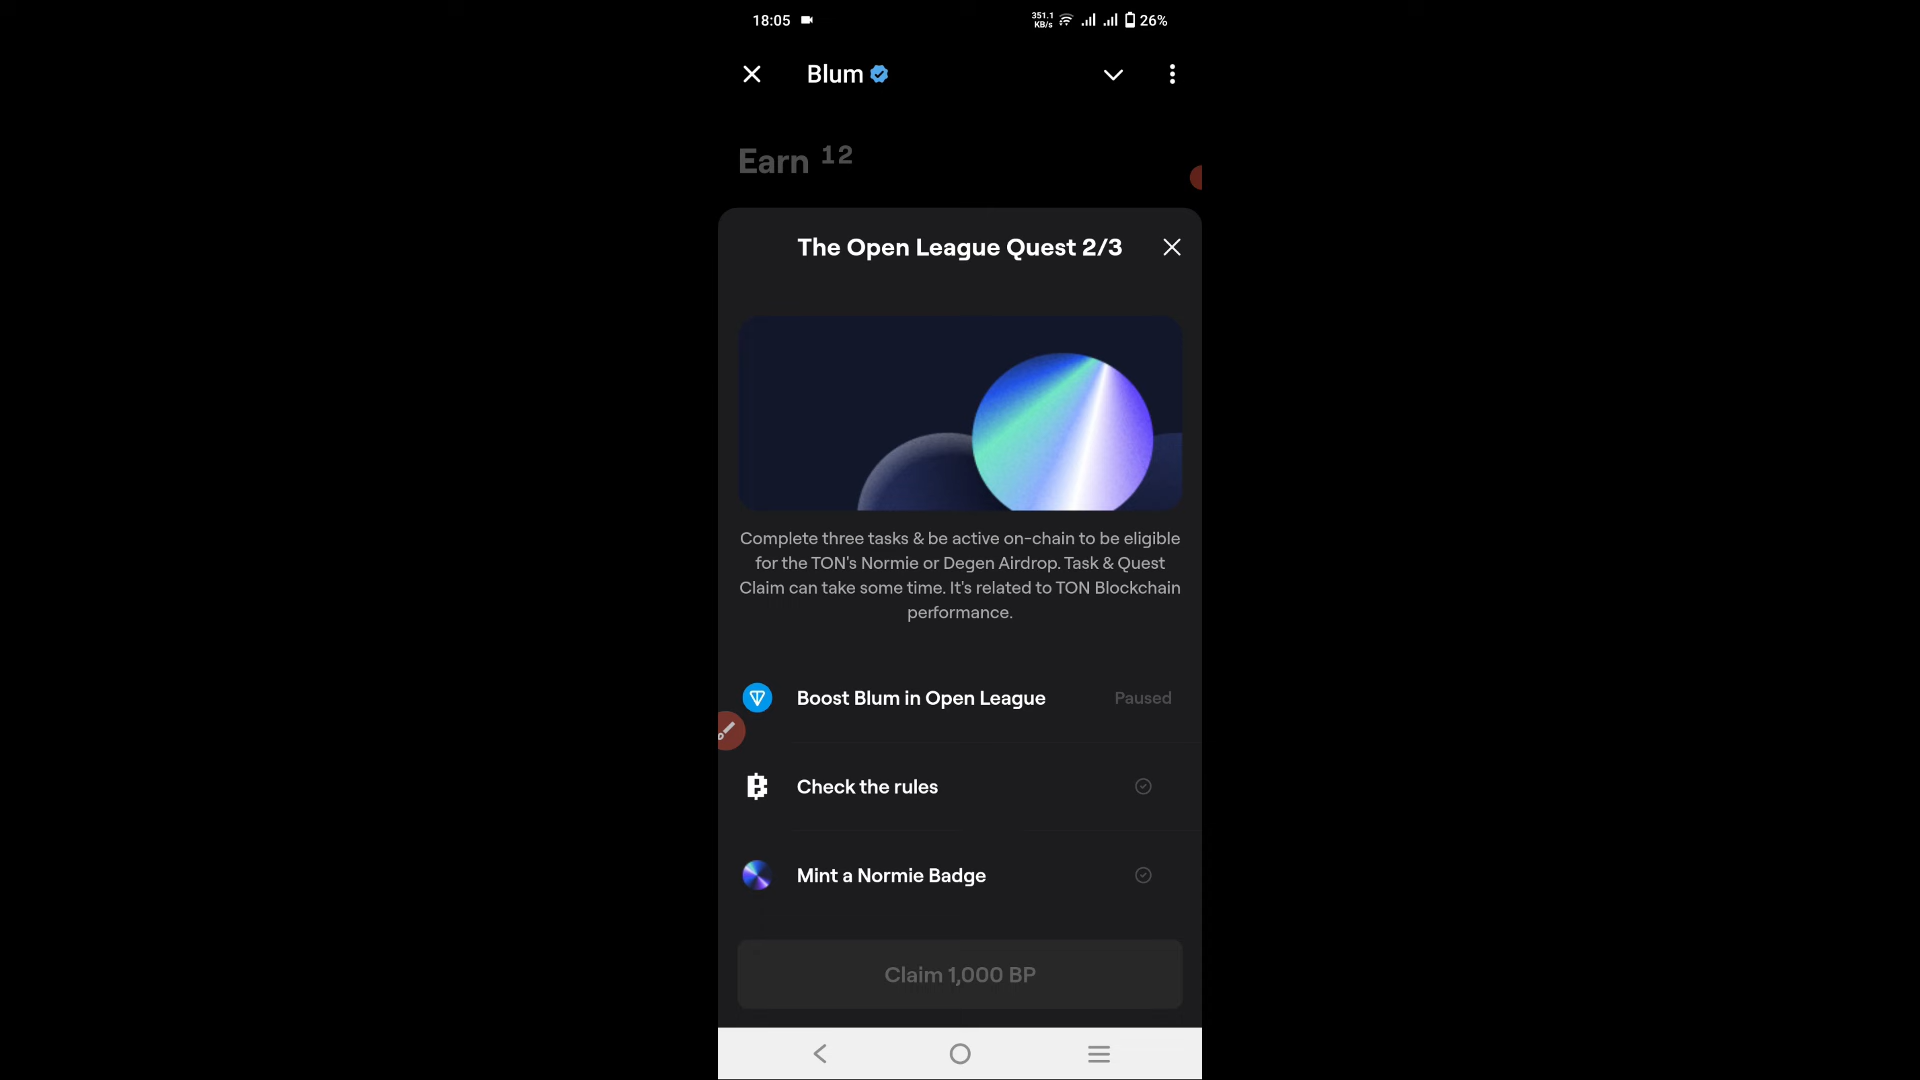 18:05 351.1 KB/s 26%
Blum
Earn 12
The Open League Quest 2/3
Complete three tasks & be active on-chain to be eligible
for the TON's Normie or Degen Airdrop. Task & Quest
Claim can take some time. It's related to TON Blockchain
performance.
Boost Blum in Open League Paused
Check the rules
Mint a Normie Badge
Claim 1,000 BP